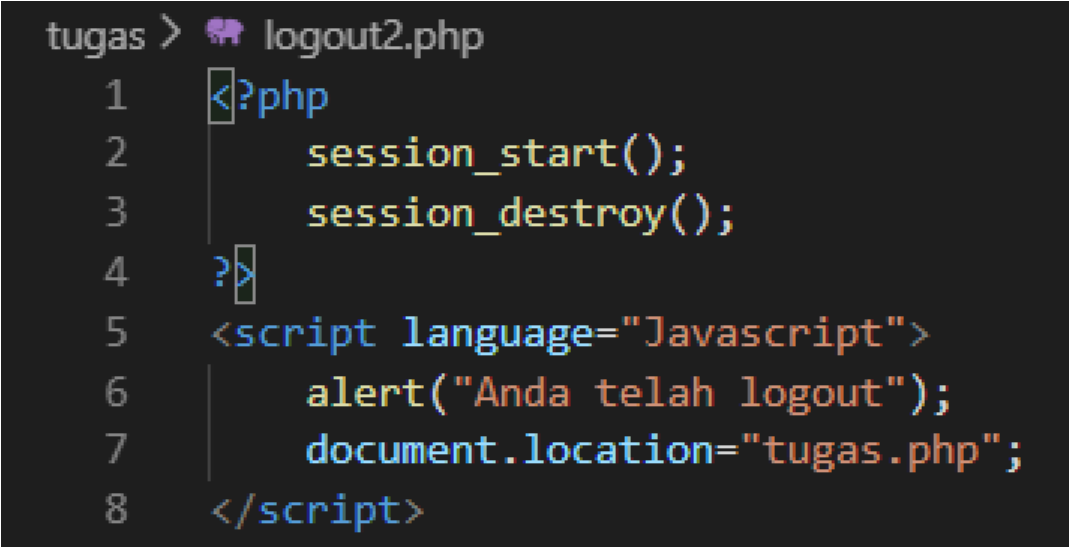 tugas > logout2.php
1 <?php
2 session_start();
3 session_destroy();
4 ?>
5 <script language="Javascript">
6 alert("Anda telah logout");
7 document.location="tugas.php";
8 </script>